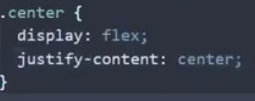 .center {
display: flex;
justify-content: center;
}